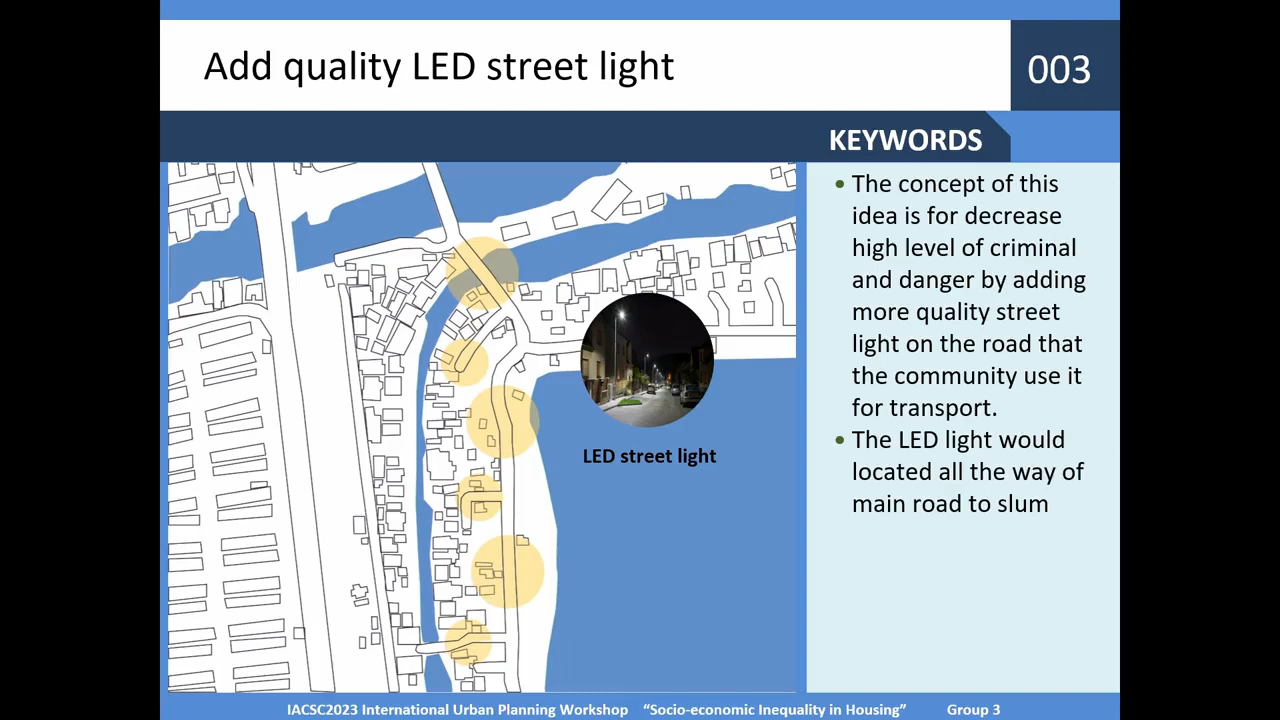 Add quality LED street light
003
KEYWORDS
• The concept of this
idea is for decrease
high level of criminal
and danger by adding
more quality street
light on the road that
the community use it
for transport.
• The LED light would
located all the way of
main road to slum
LED street light
IACSC2023 International Urban Planning Workshop “Socio-economic Inequality in Housing” Group 3